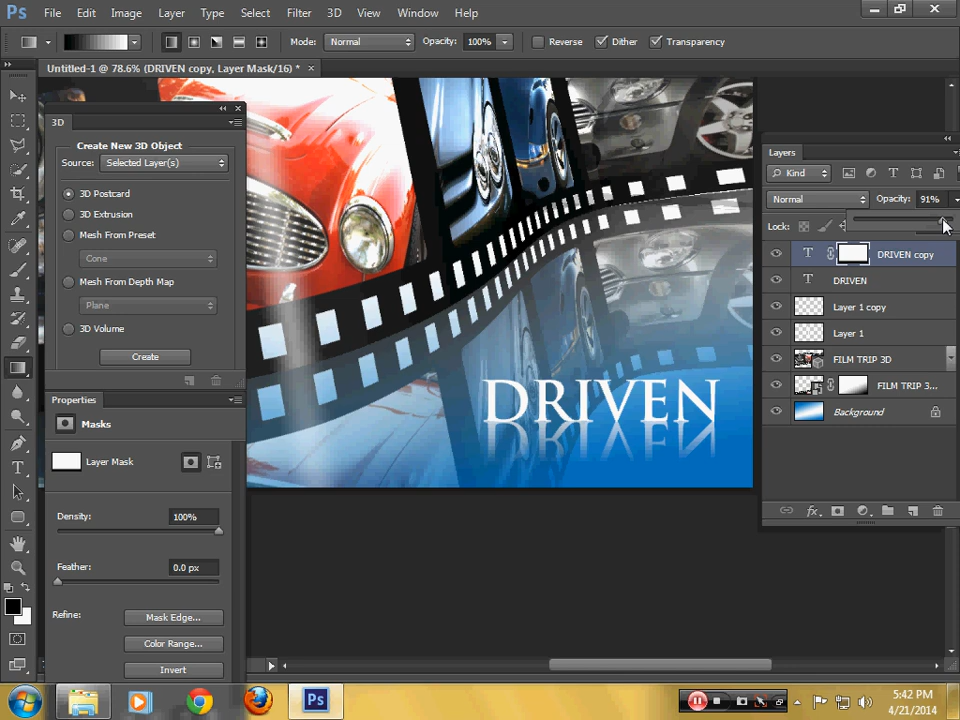 Ps File Edit Image Layer Type Select Filter 3D View Window Help
Mode: Normal Opacity: 100% Reverse Dither Transparency
Untitled-1 @ 78.6% (DRIVEN copy, Layer Mask/16) *
3D
Create New 3D Object
Source: Selected Layer(s)
3D Postcard
3D Extrusion
Mesh From Preset
Cone
Mesh From Depth Map
Plane
3D Volume
Create
Properties
Masks
Layer Mask
Density: 100%
Feather: 0.0 px
Refine: Mask Edge...
Color Range...
Invert
DRIVEN
Layers
Kind
Normal Opacity: 91%
Lock:
T DRIVEN copy
T DRIVEN
Layer 1 copy
Layer 1
FILM TRIP 3D
FILM TRIP 3...
Background
fx
Ps
5:42 PM
4/21/2014